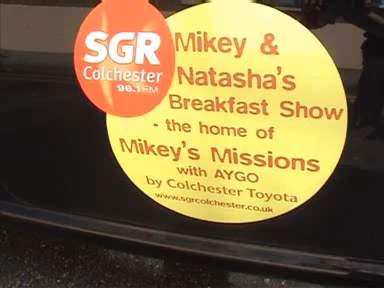 SGR
Colchester
96.1FM
Mikey &
Natasha's
Breakfast Show
- the home of
Mikey's Missions
with AYGO
by Colchester Toyota
www.sgrcolchester.co.uk